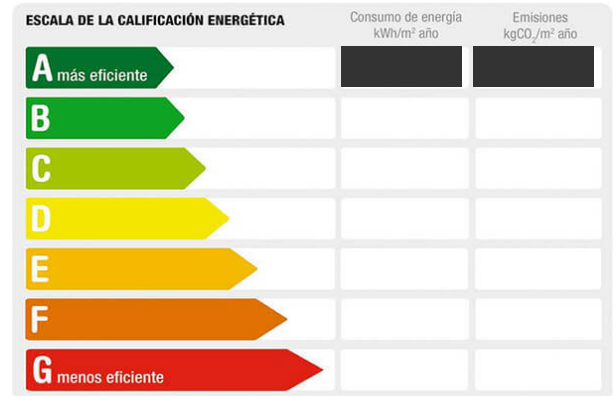 ESCALA DE LA CALIFICACIÓN ENERGÉTICA
Consumo de energía
kWh/m² año
Emisiones
kgCO₂/m² año
A más eficiente
B
C
D
E
F
G menos eficiente